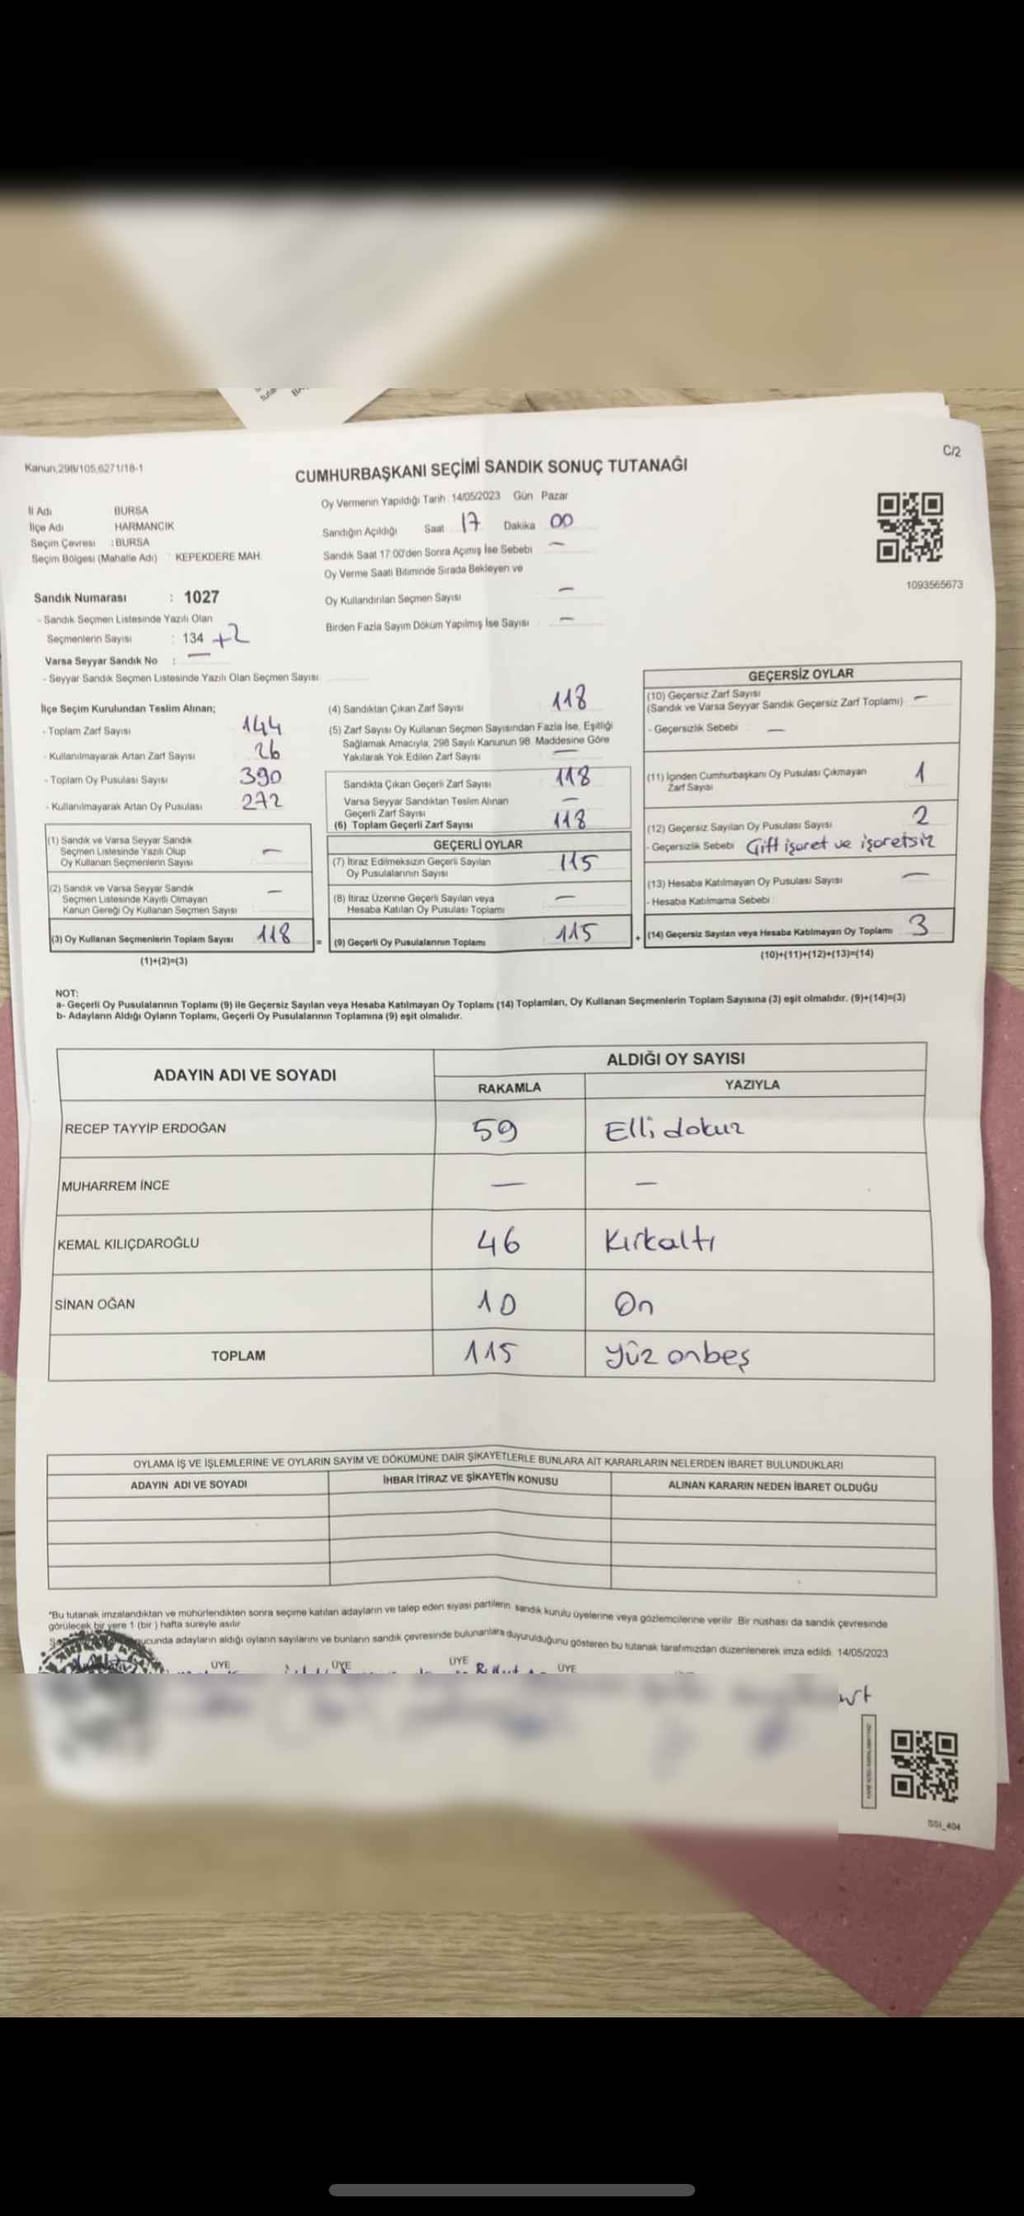 Kanun;298/105,6271/18-1
C/2
CUMHURBAŞKANI SEÇİMİ SANDIK SONUÇ TUTANAĞI
İl Adı BURSA
İlçe Adı HARMANCIK
Seçim Çevresi : BURSA
Seçim Bölgesi (Mahalle Adı) : KEPEKDERE MAH.
Oy Vermenin Yapıldığı Tarih 14/05/2023 Gün Pazar
Sandığın Açıldığı Saat 17 Dakika 00
Sandık Saat 17.00'den Sonra Açımış İse Sebebi —
Oy Verme Saati Bitiminde Sırada Bekleyen ve
Oy Kullandırılan Seçmen Sayısı —
Birden Fazla Sayım Döküm Yapılmış İse Sayısı —
1093565673
Sandık Numarası : 1027
- Sandık Seçmen Listesinde Yazılı Olan
Seçmenlerin Sayısı : 134 +2
Varsa Seyyar Sandık No : —
- Seyyar Sandık Seçmen Listesinde Yazılı Olan Seçmen Sayısı
İlçe Seçim Kurulundan Teslim Alınan;
- Toplam Zarf Sayısı 144
- Kullanılmayarak Artan Zarf Sayısı 26
- Toplam Oy Pusulası Sayısı 390
- Kullanılmayarak Artan Oy Pusulası 272
(1) Sandık ve Varsa Seyyar Sandık
Seçmen Listesinde Yazılı Olup
Oy Kullanan Seçmenlerin Sayısı —
(2) Sandık ve Varsa Seyyar Sandık
Seçmen Listesinde Kayıtlı Olmayan
Kanun Gereği Oy Kullanan Seçmen Sayısı —
(3) Oy Kullanan Seçmenlerin Toplam Sayısı 118
(1)+(2)=(3)
(4) Sandıktan Çıkan Zarf Sayısı 118
(5) Zarf Sayısı Oy Kullanan Seçmen Sayısından Fazla İse, Eşitliği
Sağlamak Amacıyla, 298 Sayılı Kanunun 98. Maddesine Göre
Yakılarak Yok Edilen Zarf Sayısı —
Sandıkta Çıkan Geçerli Zarf Sayısı 118
Varsa Seyyar Sandıktan Teslim Alınan
Geçerli Zarf Sayısı —
(6) Toplam Geçerli Zarf Sayısı 118
GEÇERLİ OYLAR
(7) İtiraz Edilmeksizin Geçerli Sayılan
Oy Pusulalarının Sayısı 115
(8) İtiraz Üzerine Geçerli Sayılan veya
Hesaba Katılan Oy Pusulası Toplamı —
= (9) Geçerli Oy Pusulalarının Toplamı 115
GEÇERSİZ OYLAR
(10) Geçersiz Zarf Sayısı
(Sandık ve Varsa Seyyar Sandık Geçersiz Zarf Toplamı) —
- Geçersizlik Sebebi —
(11) İçinden Cumhurbaşkanı Oy Pusulası Çıkmayan
Zarf Sayısı 1
(12) Geçersiz Sayılan Oy Pusulası Sayısı 2
- Geçersizlik Sebebi Çift işaret ve işaretsiz
(13) Hesaba Katılmayan Oy Pusulası Sayısı —
- Hesaba Katılmama Sebebi
+ (14) Geçersiz Sayılan veya Hesaba Katılmayan Oy Toplamı 3
(10)+(11)+(12)+(13)=(14)
NOT:
a- Geçerli Oy Pusulalarının Toplamı (9) ile Geçersiz Sayılan veya Hesaba Katılmayan Oy Toplamı (14) Toplamları, Oy Kullanan Seçmenlerin Toplam Sayısına (3) eşit olmalıdır. (9)+(14)=(3)
b- Adayların Aldığı Oyların Toplamı, Geçerli Oy Pusulalarının Toplamına (9) eşit olmalıdır.
ADAYIN ADI VE SOYADI
ALDIĞI OY SAYISI
RAKAMLA YAZIYLA
RECEP TAYYİP ERDOĞAN 59 Elli dokuz
MUHARREM İNCE — —
KEMAL KILIÇDAROĞLU 46 Kırkaltı
SİNAN OĞAN 10 On
TOPLAM 115 Yüz onbeş
OYLAMA İŞ VE İŞLEMLERİNE VE OYLARIN SAYIM VE DÖKÜMÜNE DAİR ŞİKAYETLERLE BUNLARA AİT KARARLARIN NELERDEN İBARET BULUNDUKLARI
ADAYIN ADI VE SOYADI İHBAR İTİRAZ VE ŞİKAYETİN KONUSU ALINAN KARARIN NEDEN İBARET OLDUĞU
*Bu tutanak imzalandıktan ve mühürlendikten sonra seçime katılan adayların ve talep eden siyasi partilerin sandık kurulu üyelerine veya gözlemcilerine verilir. Bir nüshası da sandık çevresinde
görülecek bir yere 1 (bir) hafta süreyle asılır.
ucunda adayların aldığı oyların sayılarını ve bunların sandık çevresinde bulunanlara duyurulduğunu gösteren bu tutanak tarafımızdan düzenlenerek imza edildi. 14/05/2023
ÜYE ÜYE ÜYE ÜYE
SSI_404